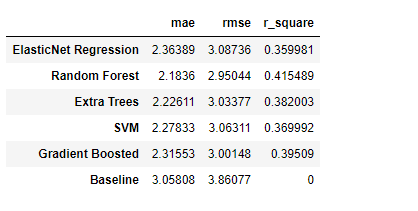 mae rmse r_square
ElasticNet Regression 2.36389 3.08736 0.359981
Random Forest 2.1836 2.95044 0.415489
Extra Trees 2.22611 3.03377 0.382003
SVM 2.27833 3.06311 0.369992
Gradient Boosted 2.31553 3.00148 0.39509
Baseline 3.05808 3.86077 0